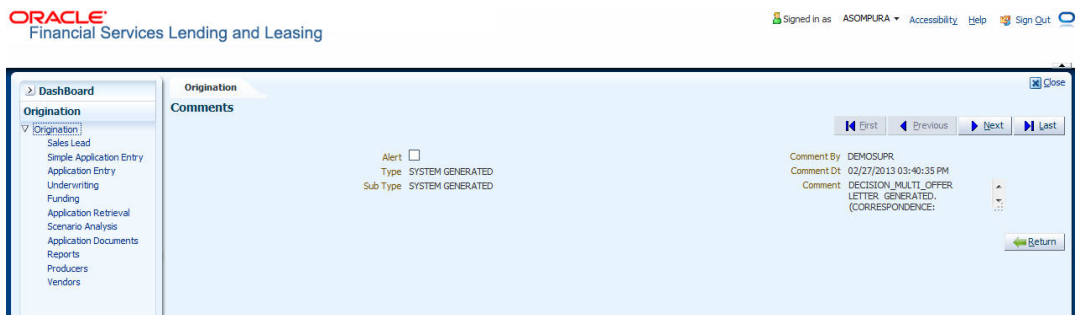 ORACLE®
Financial Services Lending and Leasing
Signed in as ASOMPURA Accessibility Help Sign Out
DashBoard
Origination
Origination
Sales Lead
Simple Application Entry
Application Entry
Underwriting
Funding
Application Retrieval
Scenario Analysis
Application Documents
Reports
Producers
Vendors
Origination
Close
Comments
First Previous Next Last
Alert
Type SYSTEM GENERATED
Sub Type SYSTEM GENERATED
Comment By DEMOSUPR
Comment Dt 02/27/2013 03:40:35 PM
Comment DECISION_MULTI_OFFER
LETTER GENERATED.
(CORRESPONDENCE:
Return